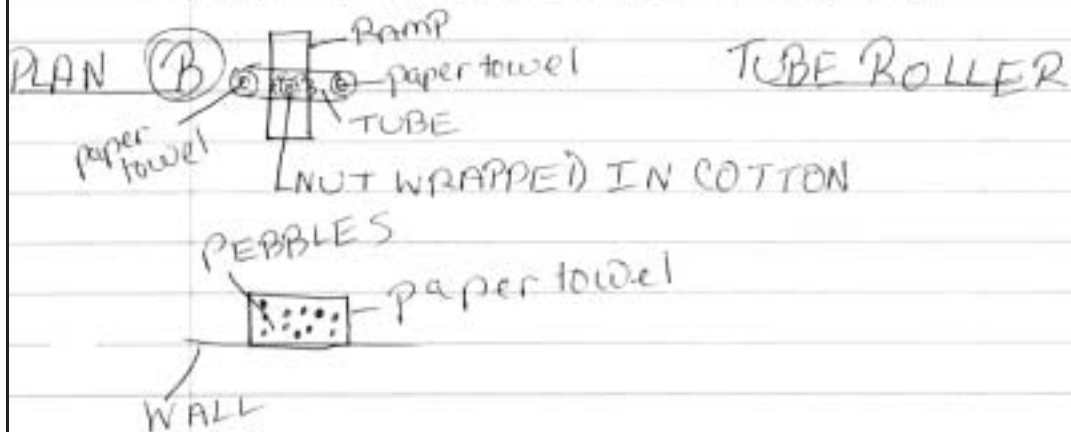 RAMP
PLAN B paper towel TUBE ROLLER
paper towel
TUBE
NUT WRAPPED IN COTTON
PEBBLES
paper towel
WALL